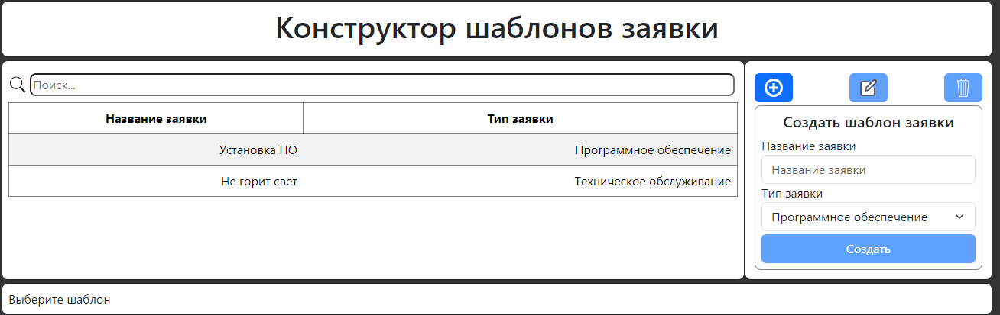 Конструктор шаблонов заявки
Поиск...
Название заявки Тип заявки
Установка ПО Программное обеспечение
Не горит свет Техническое обслуживание
Создать шаблон заявки
Название заявки
Название заявки
Тип заявки
Программное обеспечение
Создать
Выберите шаблон